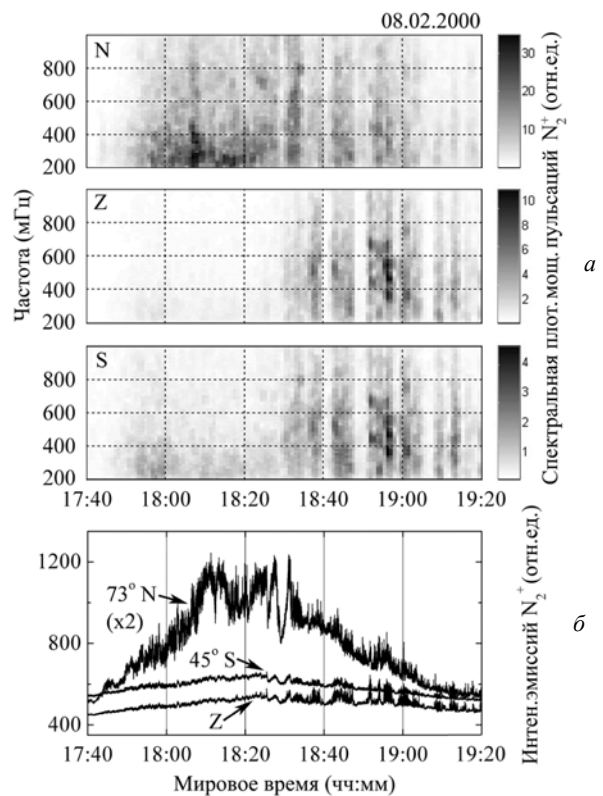 08.02.2000
N
800
600
400
200
30
20
10
Z
800
600
400
200
10
8
6
4
2
S
800
600
400
200
4
3
2
1
Частота (мГц)
Спектральная плот. мощ. пульсаций N₂⁺ (отн.ед.)
а
17:40 18:00 18:20 18:40 19:00 19:20
1200
800
400
73° N
(x2)
45° S
Z
Интен.эмиссий N₂⁺ (отн.ед.)
б
17:40 18:00 18:20 18:40 19:00 19:20
Мировое время (чч:мм)